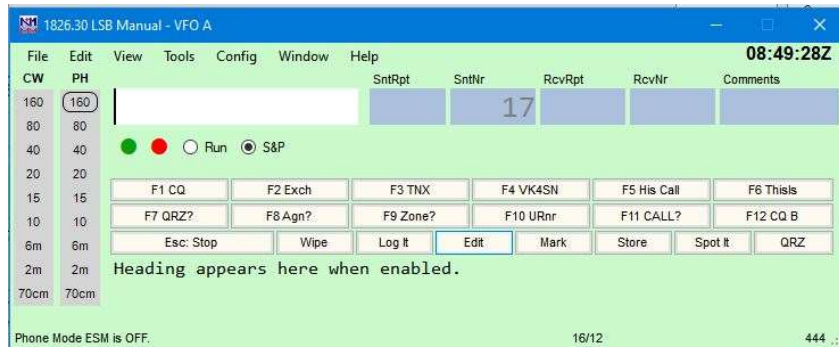 1826.30 LSB Manual - VFO A
File Edit View Tools Config Window Help 08:49:28Z
CW PH SntRpt SntNr RcvRpt RcvNr Comments
160 160 17
80 80
40 40 Run S&P
20 20
15 15 F1 CQ F2 Exch F3 TNX F4 VK4SN F5 His Call F6 ThisIs
10 10 F7 QRZ? F8 Agn? F9 Zone? F10 URnr F11 CALL? F12 CQ B
6m 6m Esc: Stop Wipe Log It Edit Mark Store Spot It QRZ
2m 2m Heading appears here when enabled.
70cm 70cm
Phone Mode ESM is OFF. 16/12 444